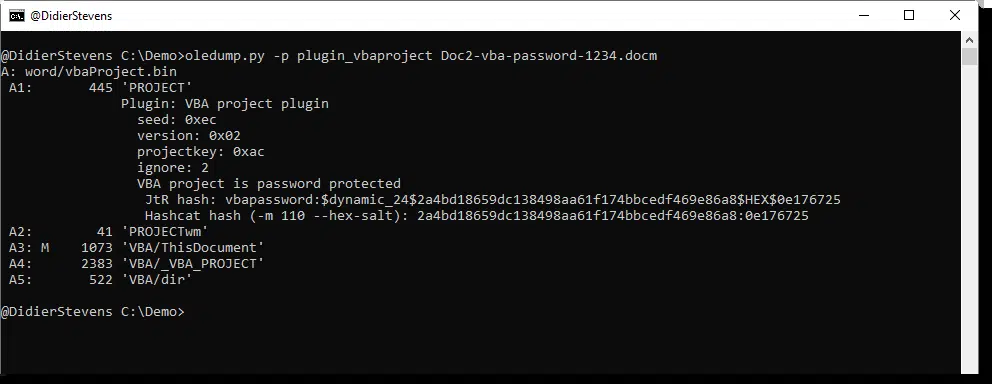 @DidierStevens
@DidierStevens C:\Demo>oledump.py -p plugin_vbaproject Doc2-vba-password-1234.docm
A: word/vbaProject.bin
 A1:       445 'PROJECT'
               Plugin: VBA project plugin
                 seed: 0xec
                 version: 0x02
                 projectkey: 0xac
                 ignore: 2
                 VBA project is password protected
                  JtR hash: vbapassword:$dynamic_24$2a4bd18659dc138498aa61f174bbcedf469e86a8$HEX$0e176725
                  Hashcat hash (-m 110 --hex-salt): 2a4bd18659dc138498aa61f174bbcedf469e86a8:0e176725
 A2:        41 'PROJECTwm'
 A3: M    1073 'VBA/ThisDocument'
 A4:      2383 'VBA/_VBA_PROJECT'
 A5:       522 'VBA/dir'
@DidierStevens C:\Demo>